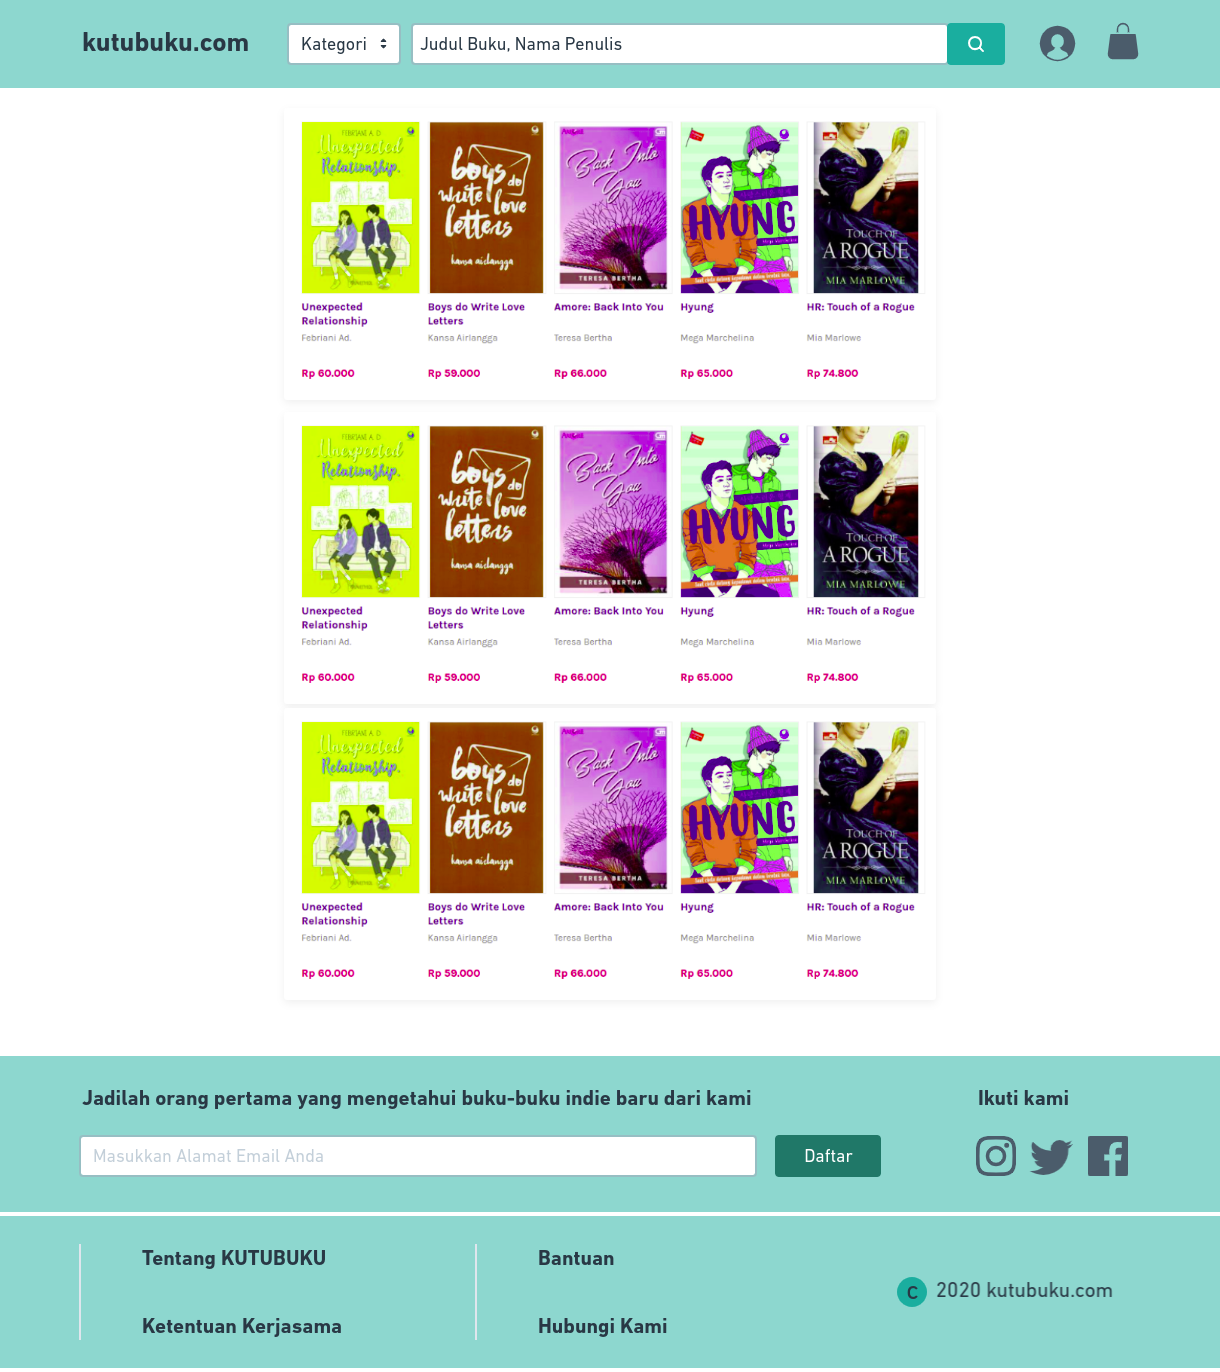 kutubuku.com
Kategori
Judul Buku, Nama Penulis
FEBRIANI A. D
Unexpected
Relationship.
boys do
write love
letters
kansa airlangga
Back Into
You
TERESA BERTHA
HYUNG
TOUCH OF
A ROGUE
MIA MARLOWE
Unexpected
Relationship
Febriani Ad.
Rp 60.000
Boys do Write Love
Letters
Kansa Airlangga
Rp 59.000
Amore: Back Into You
Teresa Bertha
Rp 66.000
Hyung
Mega Marchelina
Rp 65.000
HR: Touch of a Rogue
Mia Marlowe
Rp 74.800
FEBRIANI A. D
Unexpected
Relationship.
boys do
write love
letters
kansa airlangga
Back Into
You
TERESA BERTHA
HYUNG
TOUCH OF
A ROGUE
MIA MARLOWE
Unexpected
Relationship
Febriani Ad.
Rp 60.000
Boys do Write Love
Letters
Kansa Airlangga
Rp 59.000
Amore: Back Into You
Teresa Bertha
Rp 66.000
Hyung
Mega Marchelina
Rp 65.000
HR: Touch of a Rogue
Mia Marlowe
Rp 74.800
FEBRIANI A. D
Unexpected
Relationship.
boys do
write love
letters
kansa airlangga
Back Into
You
TERESA BERTHA
HYUNG
TOUCH OF
A ROGUE
MIA MARLOWE
Unexpected
Relationship
Febriani Ad.
Rp 60.000
Boys do Write Love
Letters
Kansa Airlangga
Rp 59.000
Amore: Back Into You
Teresa Bertha
Rp 66.000
Hyung
Mega Marchelina
Rp 65.000
HR: Touch of a Rogue
Mia Marlowe
Rp 74.800
Jadilah orang pertama yang mengetahui buku-buku indie baru dari kami
Masukkan Alamat Email Anda
Daftar
Ikuti kami
Tentang KUTUBUKU
Ketentuan Kerjasama
Bantuan
Hubungi Kami
C 2020 kutubuku.com